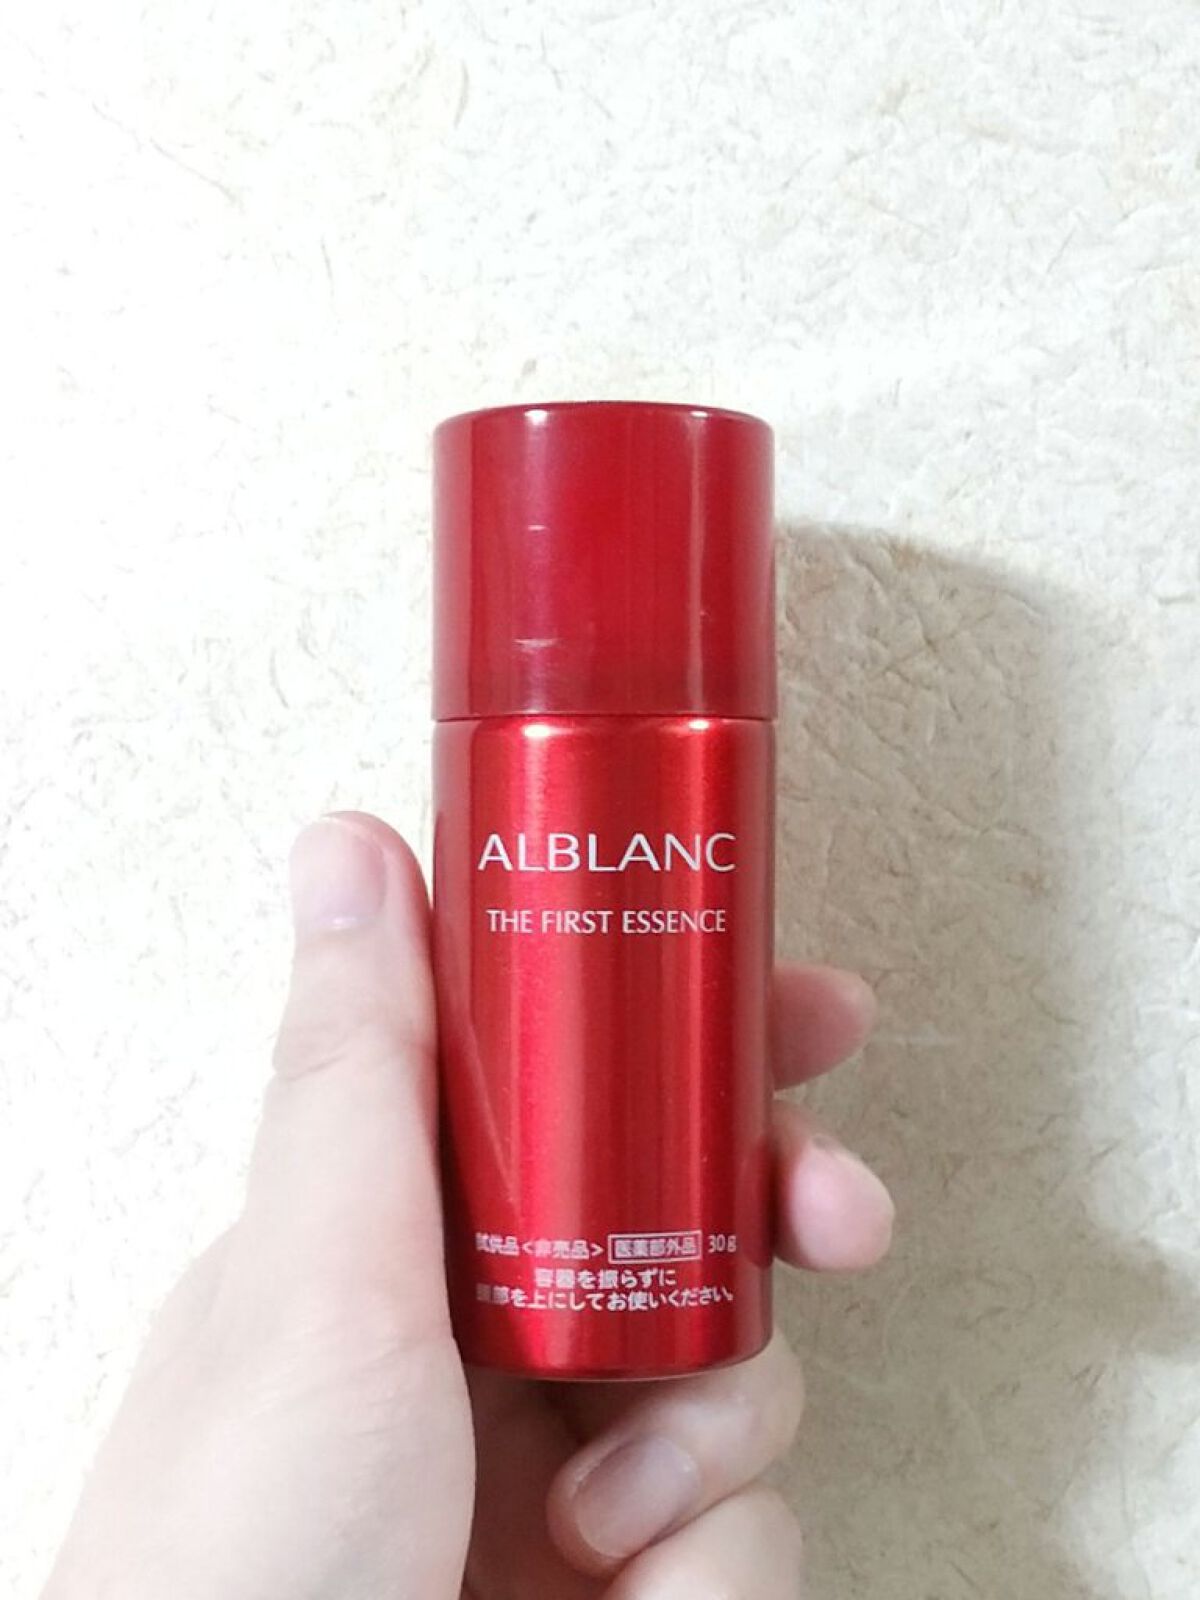 ALBLANC
THE FIRST ESSENCE
試供品<非売品> 医薬部外品 30g
容器を振らずに
頭部を上にしてお使いください。